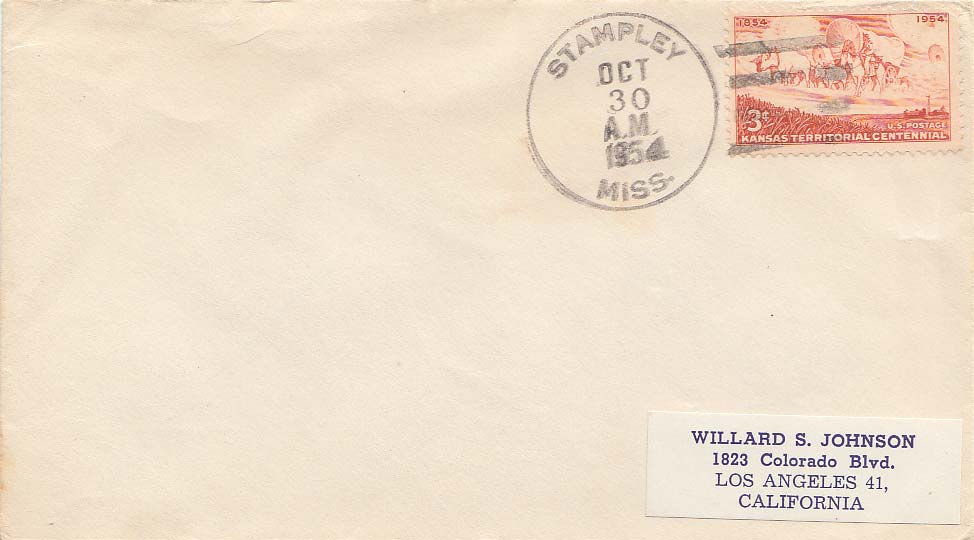 STAMPLEY
OCT
30
A.M.
1954
MISS.
1854 1954
3¢
U.S. POSTAGE
KANSAS TERRITORIAL CENTENNIAL
WILLARD S. JOHNSON
1823 Colorado Blvd.
LOS ANGELES 41,
CALIFORNIA